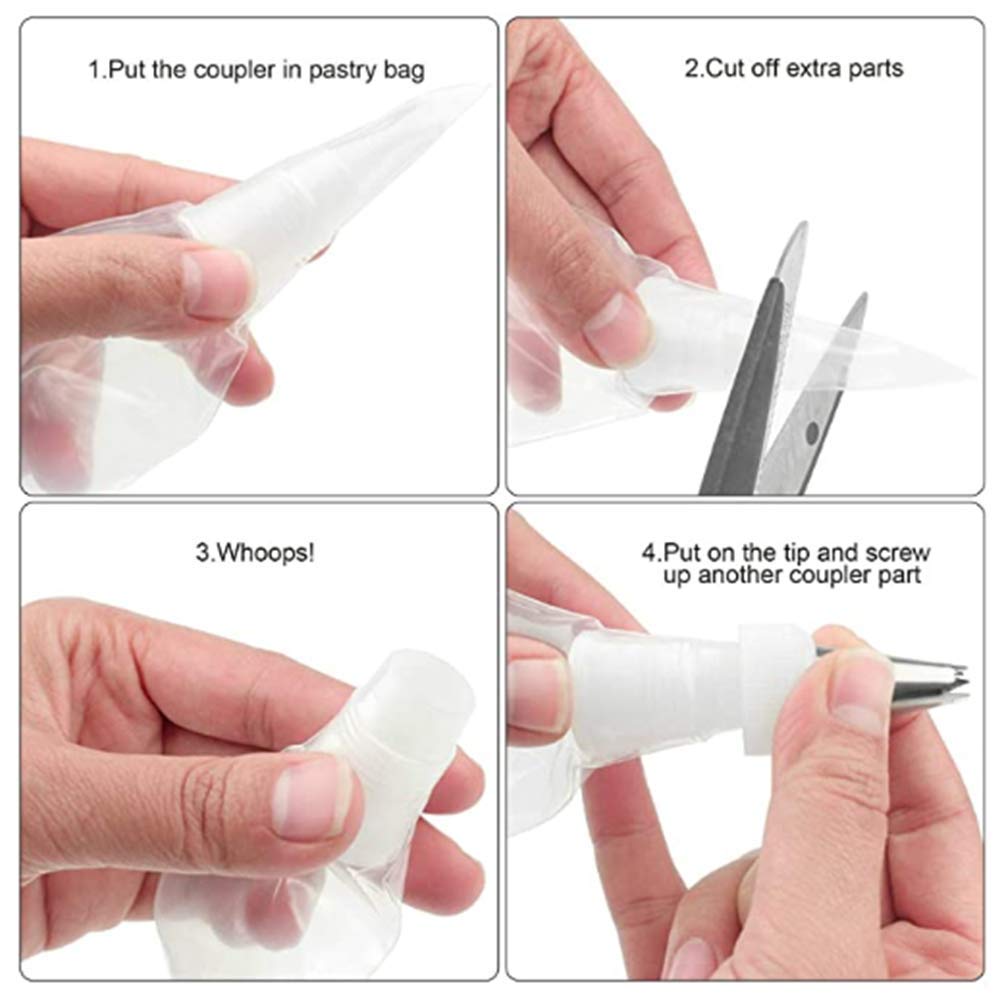 1.Put the coupler in pastry bag
2.Cut off extra parts
3.Whoops!
4.Put on the tip and screw
up another coupler part